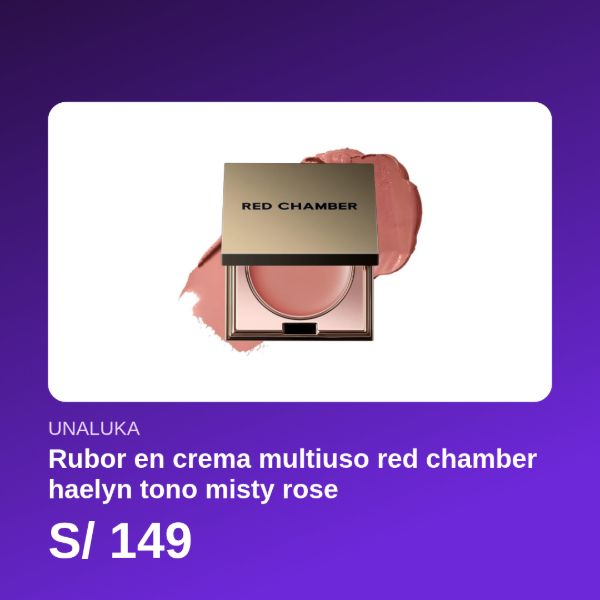 RED CHAMBER
UNALUKA
Rubor en crema multiuso red chamber
haelyn tono misty rose
S/ 149